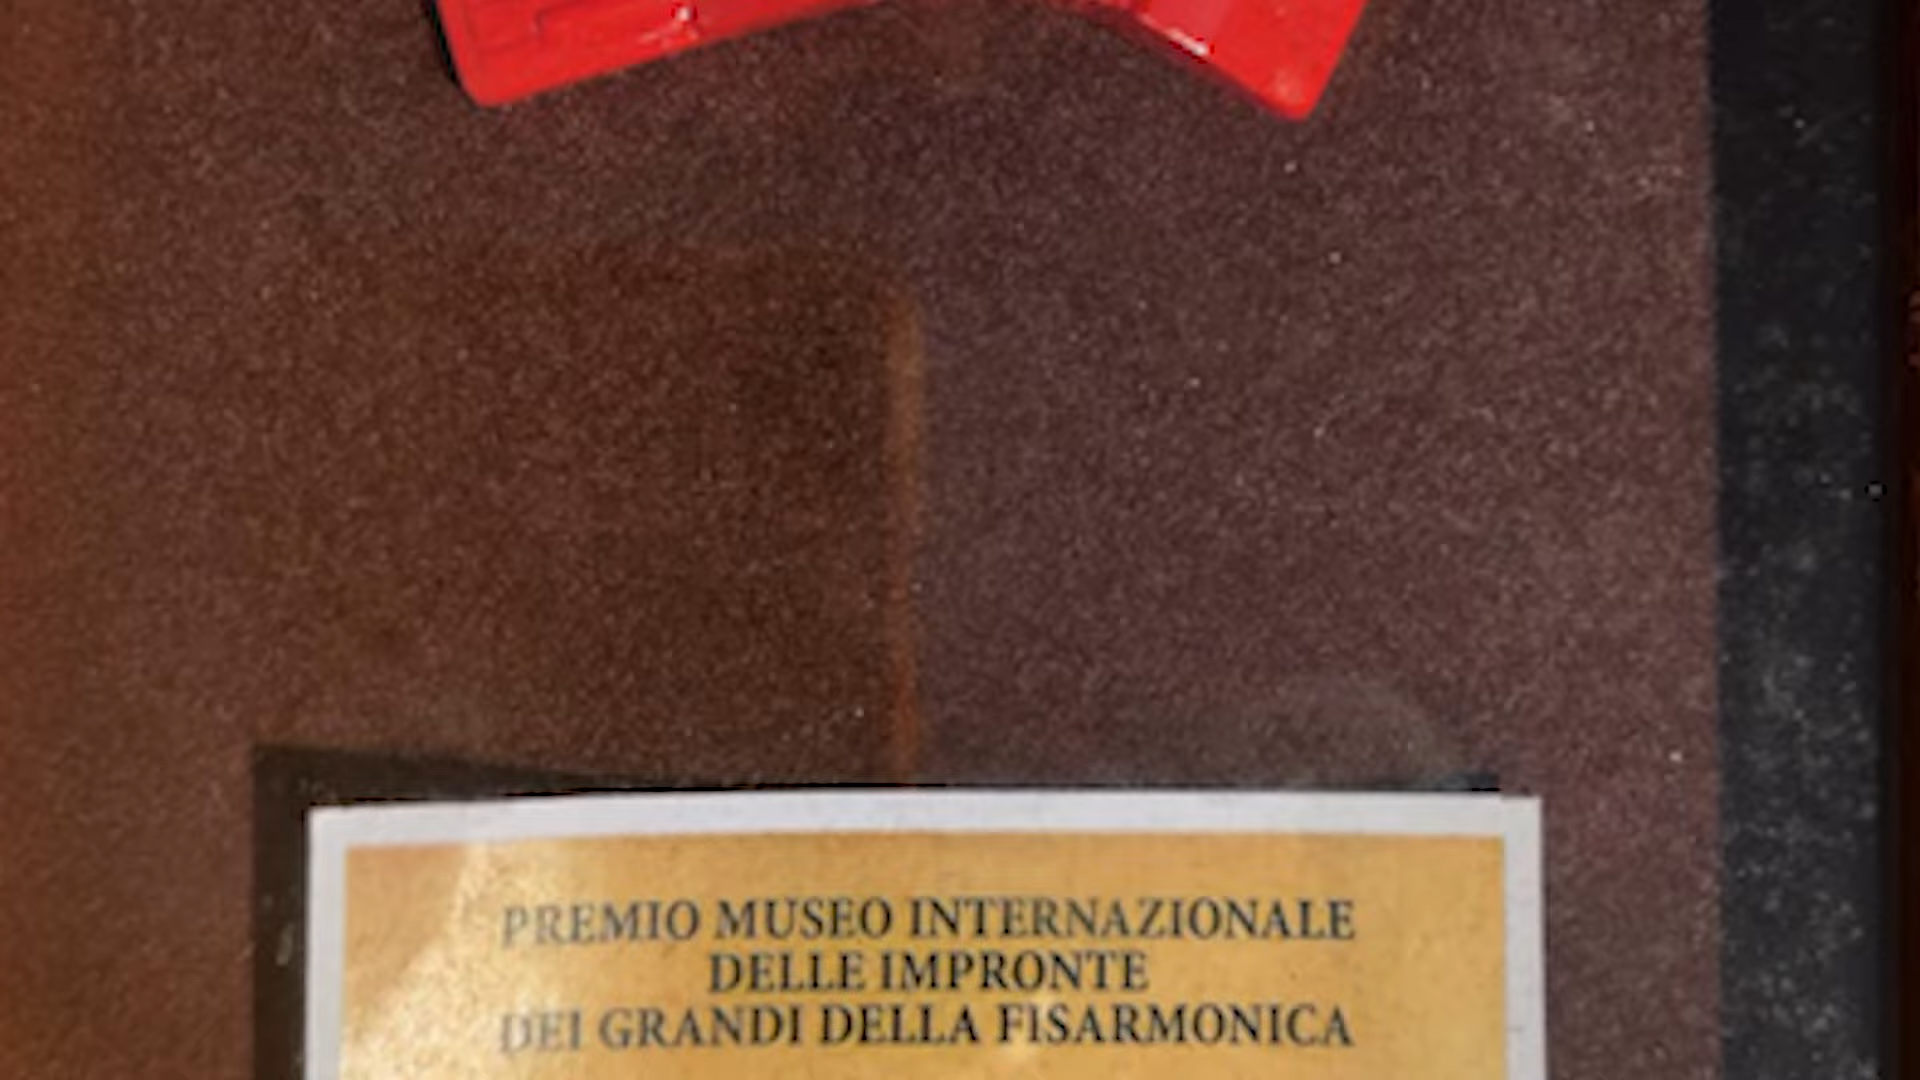 PREMIO MUSEO INTERNAZIONALE
DELLE IMPRONTE
DEI GRANDI DELLA FISARMONICA